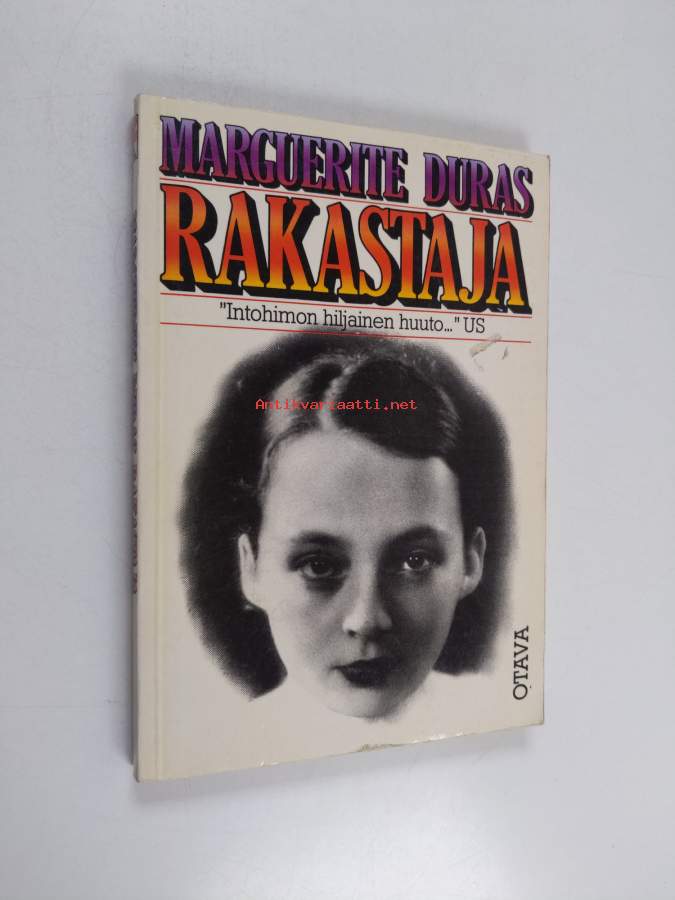 MARGUERITE DURAS
RAKASTAJA
"Intohimon hiljainen huuto..." US
Antikvariaatti.net
OTAVA